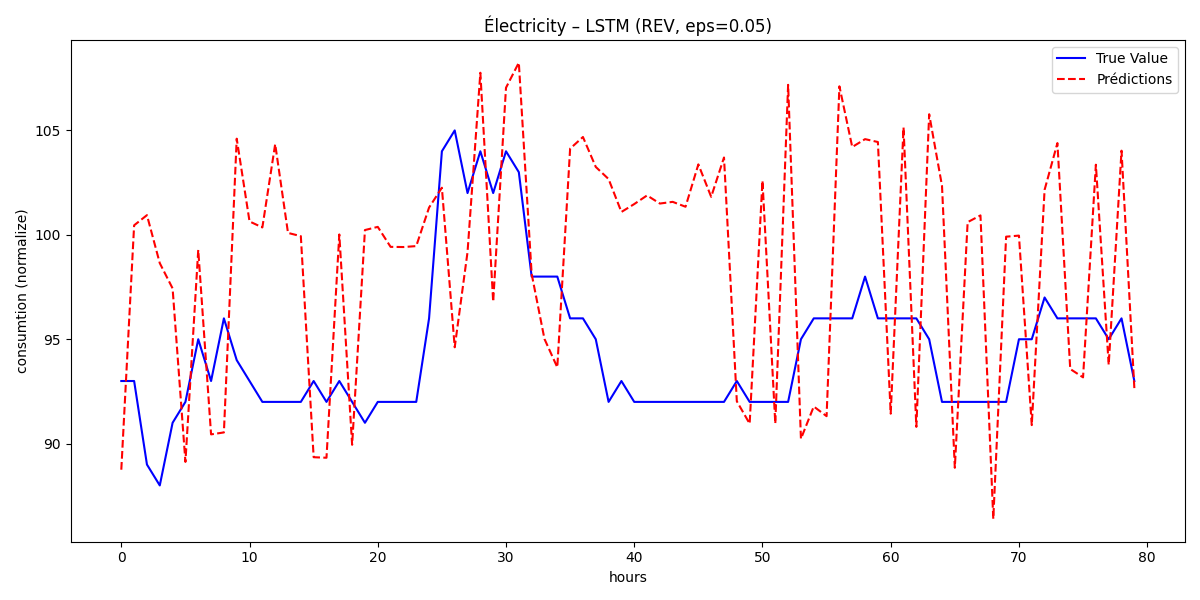 Électricity – LSTM (REV, eps=0.05)
True Value
Prédictions
consumtion (normalize)
105
100
95
90
0 10 20 30 40 50 60 70 80
hours